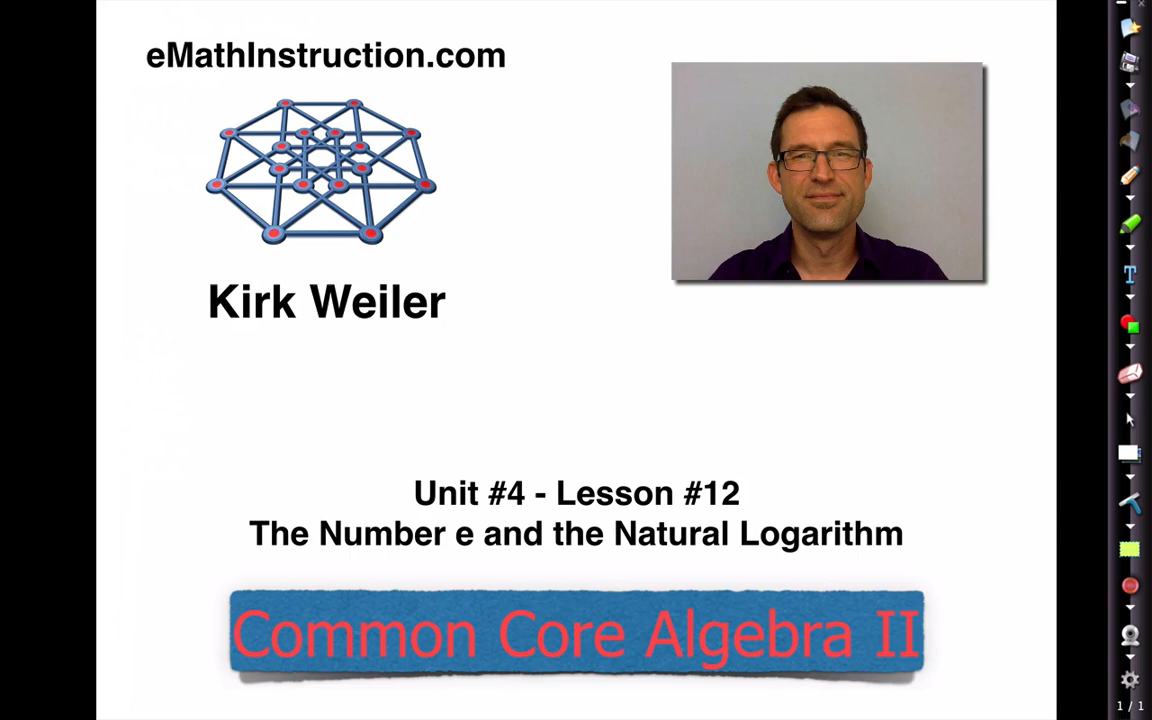 eMathInstruction.com
Kirk Weiler
Unit #4 - Lesson #12
The Number e and the Natural Logarithm
Common Core Algebra II
T
1 / 1